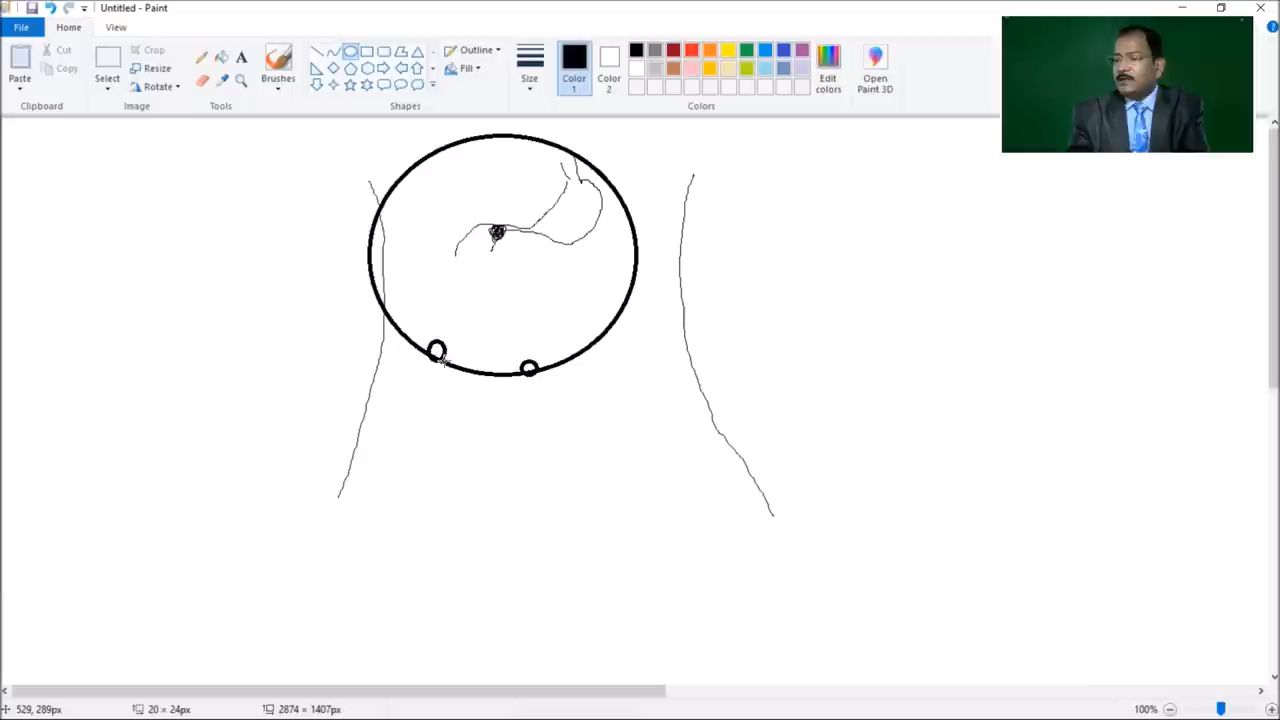 Untitled - Paint
File Home View
Paste
Cut
Copy
Clipboard
Select
Crop
Resize
Rotate
Image
A
Tools
Brushes
Shapes
Outline
Fill
Size
Color 1
Color 2
Edit colors
Colors
Open Paint 3D
529, 289px
20 × 24px
2874 × 1407px
100%